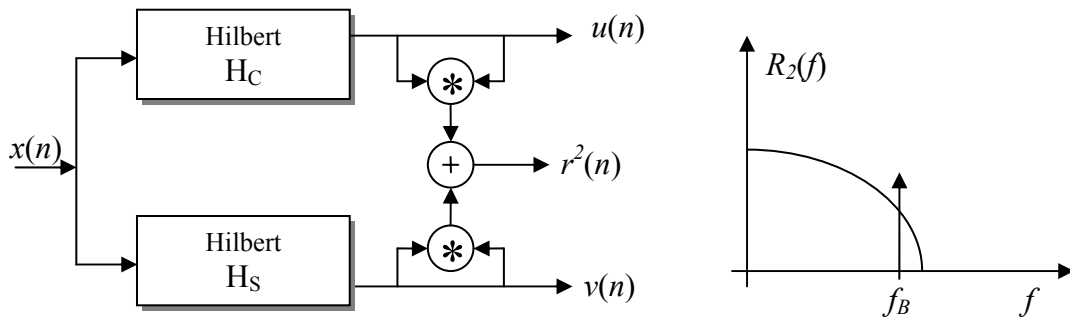 Hilbert
H_C
u(n)
*
x(n)
+
r²(n)
Hilbert
H_S
*
v(n)
R₂(f)
f_B
f